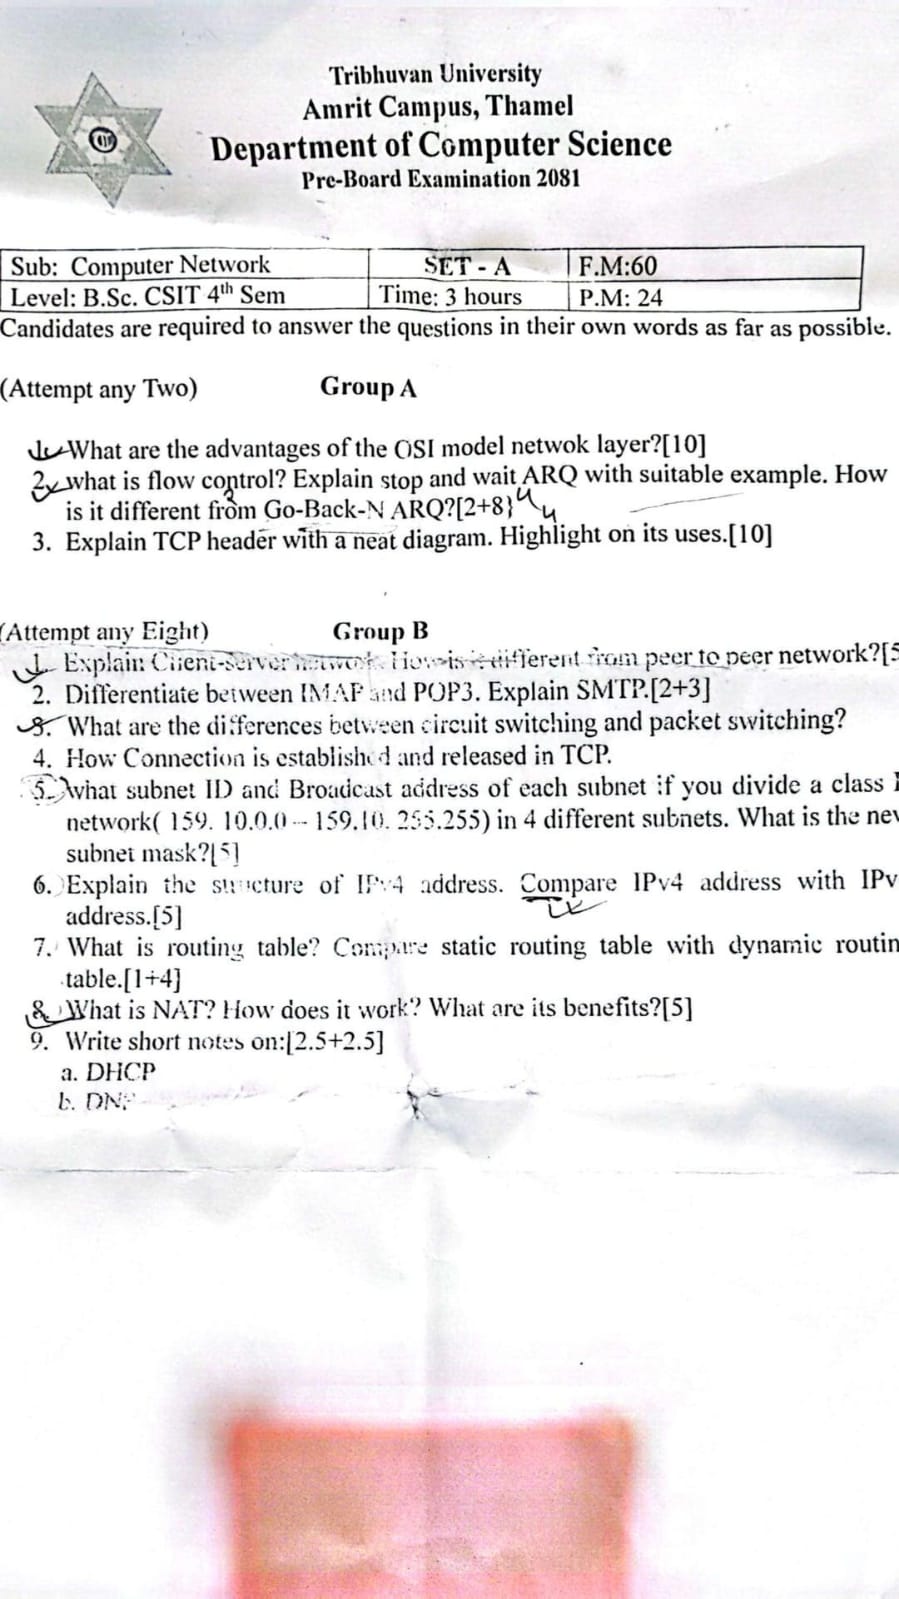 Tribhuvan University
Amrit Campus, Thamel
Department of Computer Science
Pre-Board Examination 2081
Sub: Computer Network SET - A F.M:60
Level: B.Sc. CSIT 4th Sem Time: 3 hours P.M: 24
Candidates are required to answer the questions in their own words as far as possible.
(Attempt any Two) Group A
1. What are the advantages of the OSI model netwok layer?[10]
2. what is flow control? Explain stop and wait ARQ with suitable example. How
is it different from Go-Back-N ARQ?[2+8}
3. Explain TCP header with a neat diagram. Highlight on its uses.[10]
(Attempt any Eight) Group B
1. Explain Client-Server network. How is it different from peer to peer network?[5
2. Differentiate between IMAP and POP3. Explain SMTP.[2+3]
3. What are the differences between circuit switching and packet switching?
4. How Connection is established and released in TCP.
5. what subnet ID and Broadcast address of each subnet if you divide a class
network( 159. 10.0.0 -- 159.10. 255.255) in 4 different subnets. What is the new
subnet mask?[5]
6. Explain the structure of IPv4 address. Compare IPv4 address with IPv
address.[5]
7. What is routing table? Compare static routing table with dynamic routin
table.[1+4]
8. What is NAT? How does it work? What are its benefits?[5]
9. Write short notes on:[2.5+2.5]
a. DHCP
b. DNS